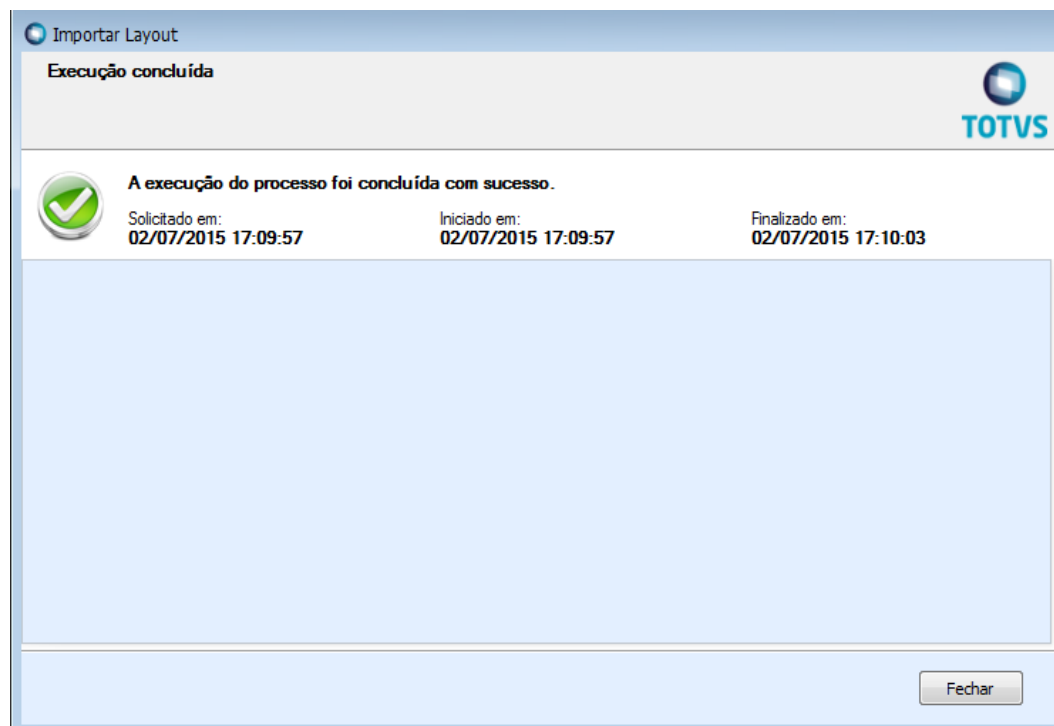 Importar Layout
Execução concluída
TOTVS
A execução do processo foi concluída com sucesso.
Solicitado em: Iniciado em: Finalizado em:
02/07/2015 17:09:57 02/07/2015 17:09:57 02/07/2015 17:10:03
Fechar